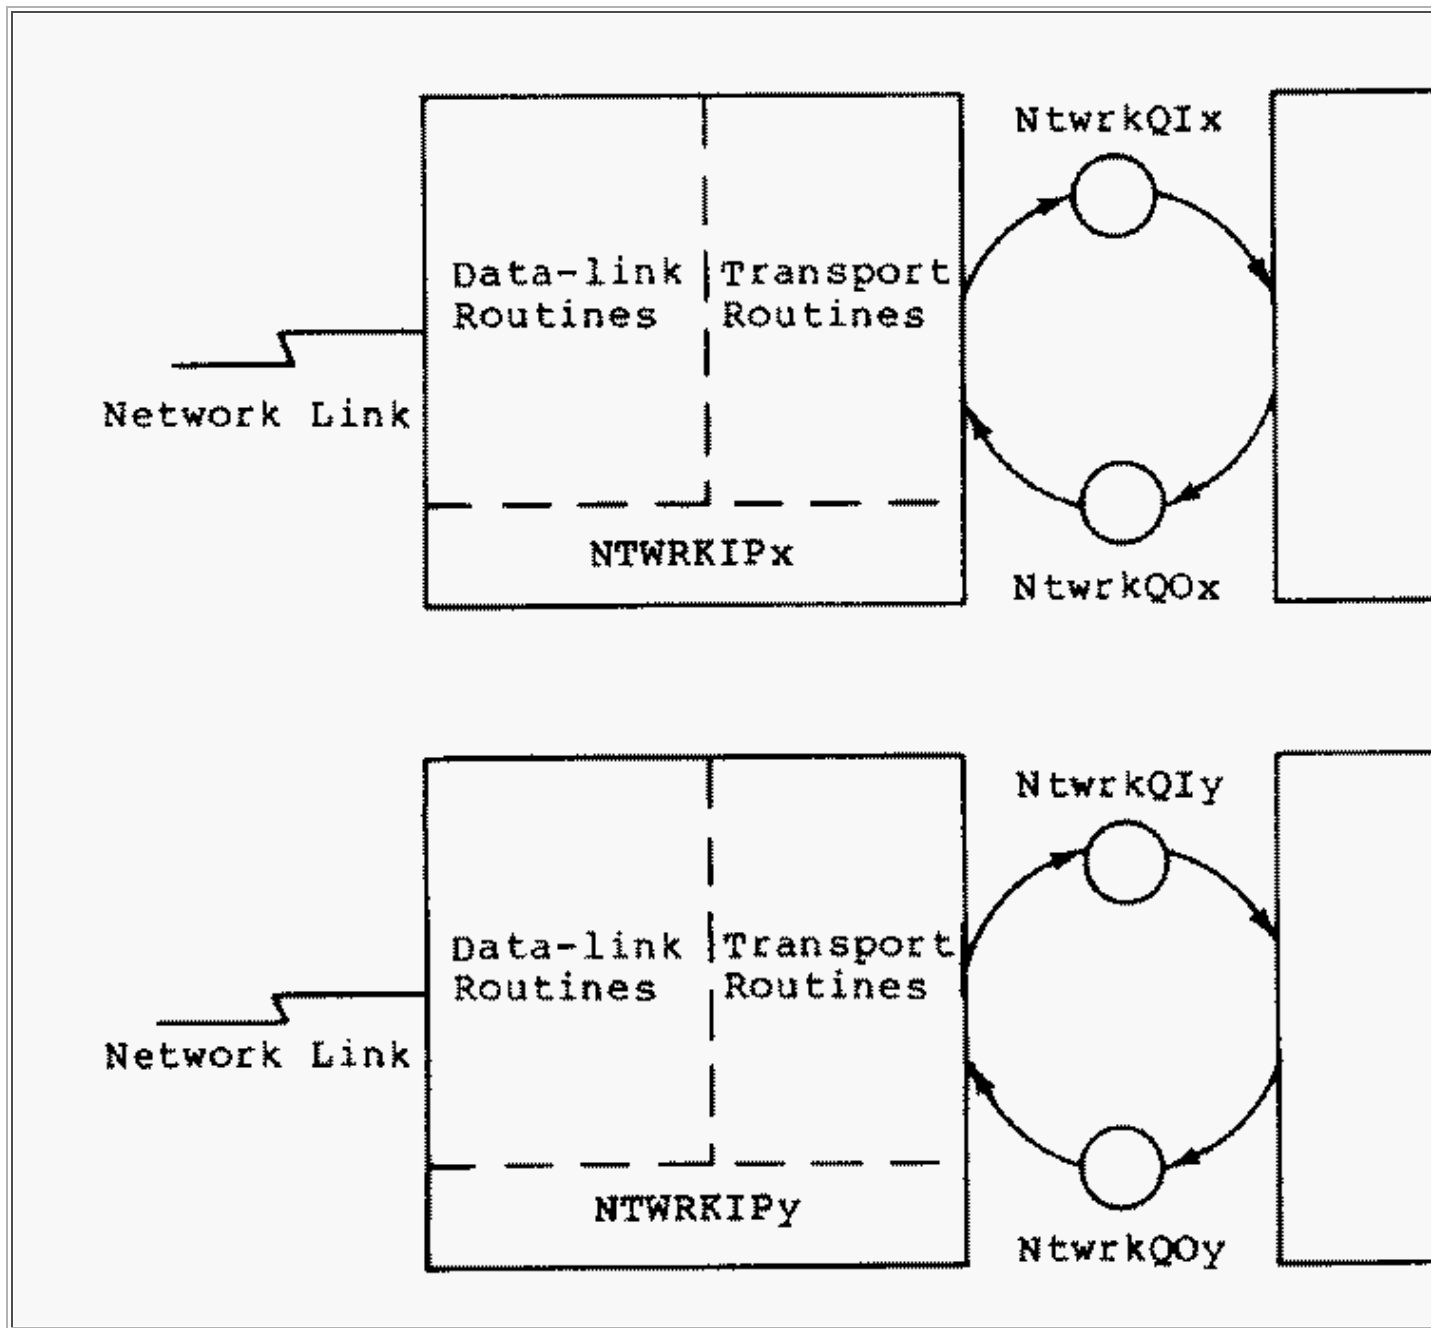 NtwrkQIx
Data-link
Routines
Transport
Routines
Network Link
NTWRKIPx
NtwrkQOx
NtwrkQIy
Data-link
Routines
Transport
Routines
Network Link
NTWRKIPy
NtwrkQOy